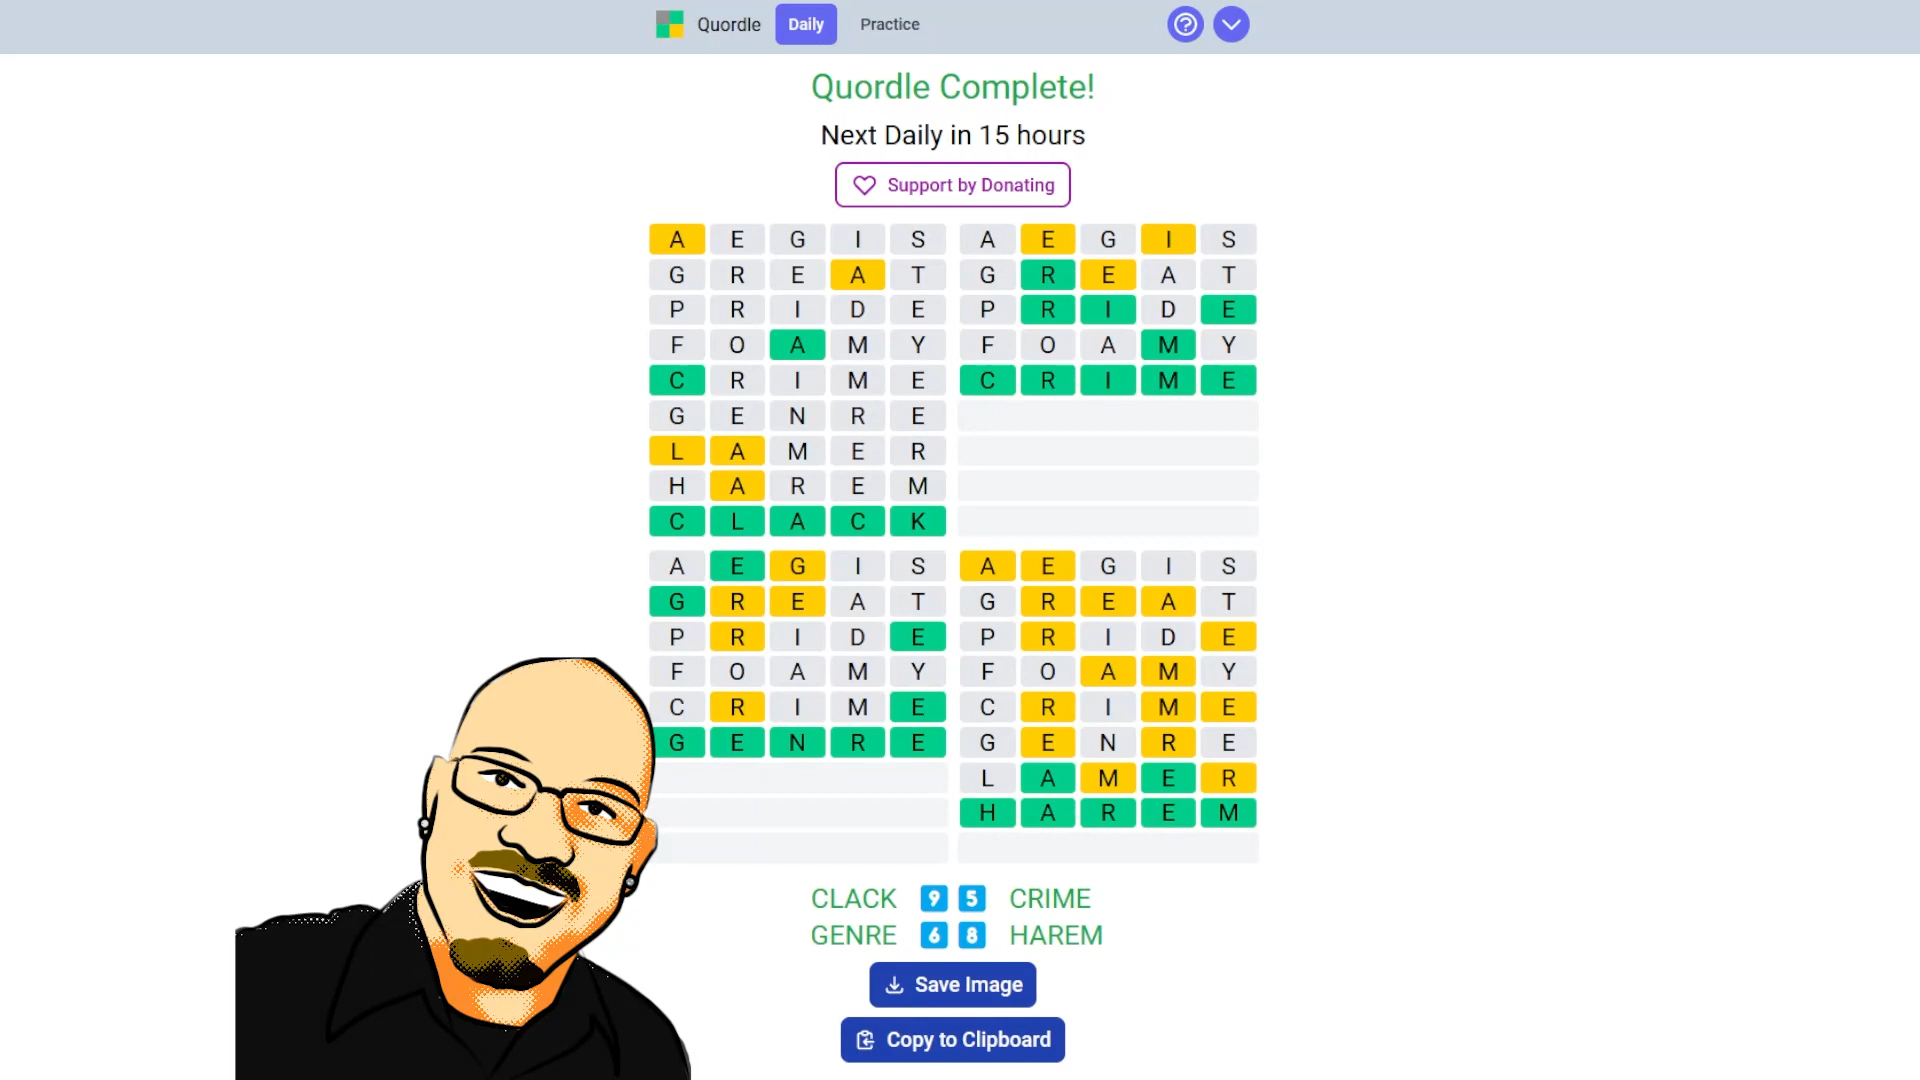 Quordle Daily Practice
Quordle Complete!
Next Daily in 15 hours
Support by Donating
A E G I S A E G I S
G R E A T G R E A T
P R I D E P R I D E
F O A M Y F O A M Y
C R I M E C R I M E
G E N R E
L A M E R
H A R E M
C L A C K
A E G I S A E G I S
G R E A T G R E A T
P R I D E P R I D E
F O A M Y F O A M Y
C R I M E C R I M E
G E N R E G E N R E
L A M E R
H A R E M
CLACK 9 5 CRIME
GENRE 6 8 HAREM
Save Image
Copy to Clipboard